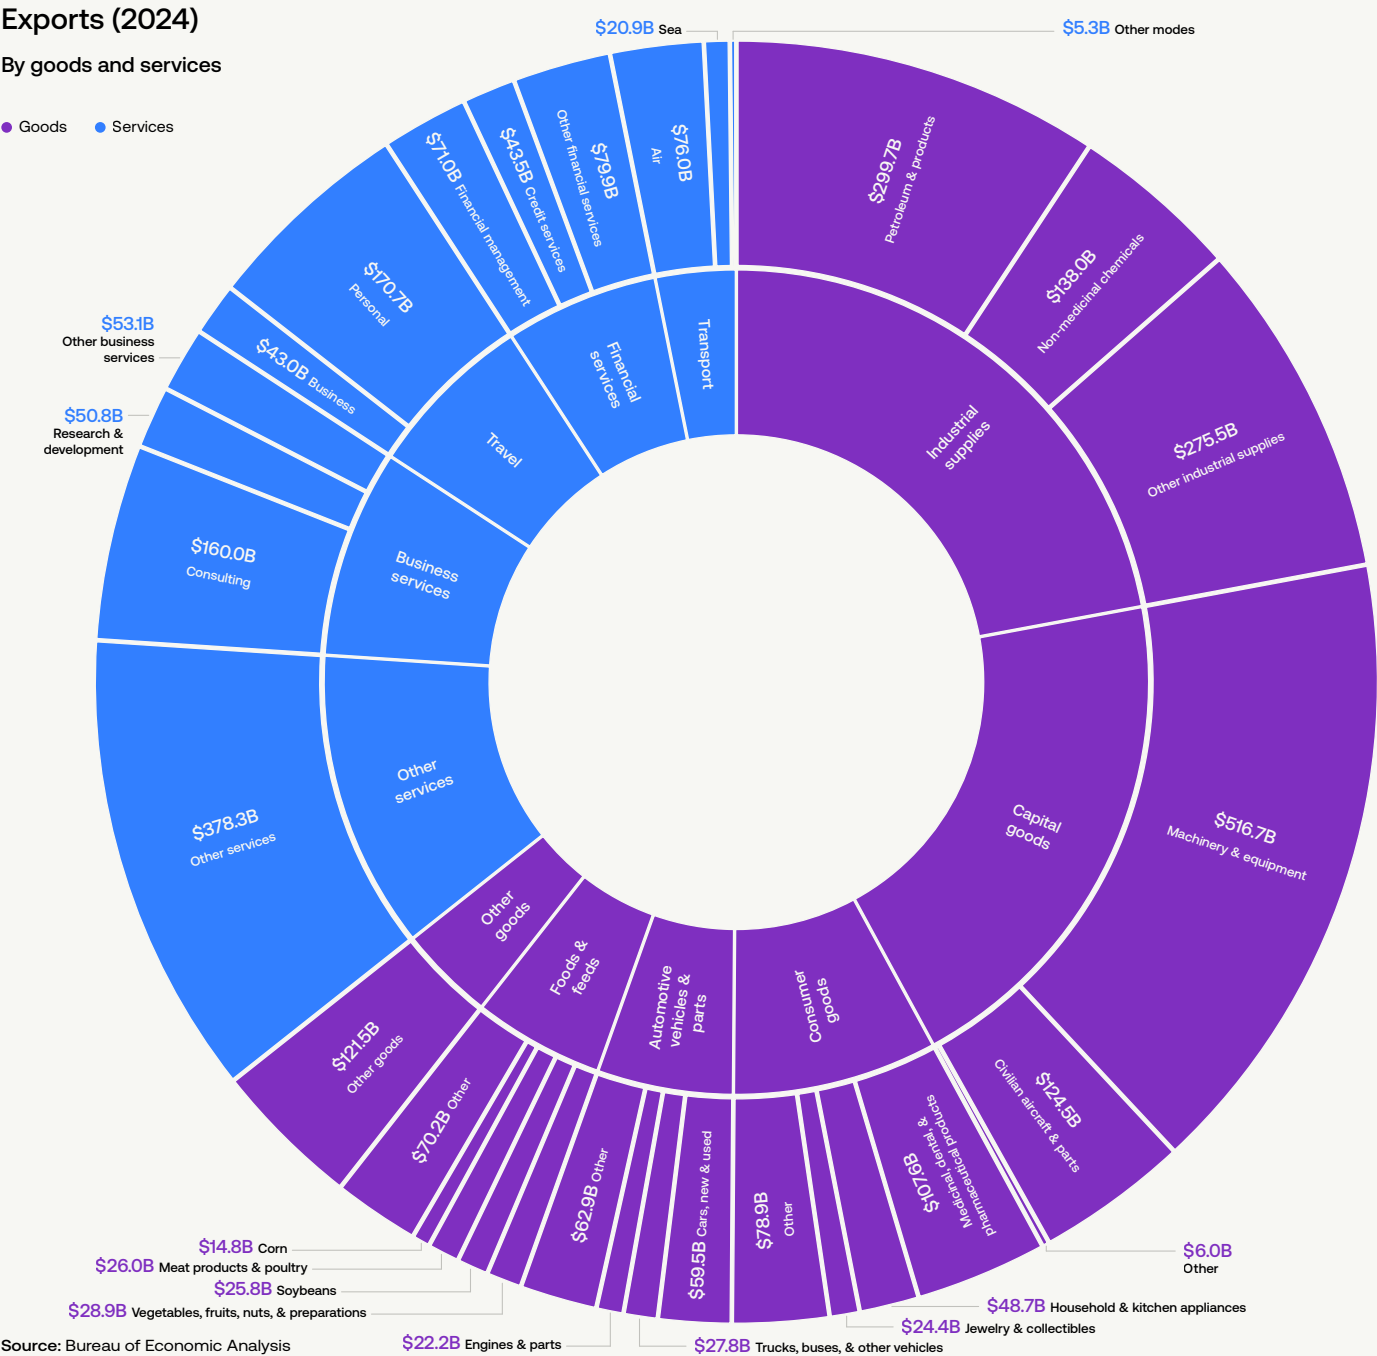 Exports (2024)
By goods and services
Goods
Services
$20.9B Sea
$5.3B Other modes
$299.7B
Petroleum & products
$138.0B
Non-medicinal chemicals
$275.5B
Other industrial supplies
Industrial
supplies
$516.7B
Machinery & equipment
$124.5B
Civilian aircraft & parts
$6.0B
Other
Capital
goods
$107.6B
Medicinal, dental, &
pharmaceutical products
$48.7B Household & kitchen appliances
$24.4B Jewelry & collectibles
$78.9B
Other
Consumer
goods
$59.5B Cars, new & used
$27.8B Trucks, buses, & other vehicles
$22.2B Engines & parts
$62.9B Other
Automotive
vehicles &
parts
$28.9B Vegetables, fruits, nuts, & preparations
$25.8B Soybeans
$26.0B Meat products & poultry
$14.8B Corn
$70.2B Other
Foods &
feeds
$121.5B
Other goods
Other
goods
$378.3B
Other services
Other
services
$160.0B
Consulting
$50.8B
Research &
development
$53.1B
Other business
services
Business
services
$43.0B Business
$170.7B
Personal
Travel
$71.0B Financial management
$43.5B Credit services
$79.9B
Other financial services
Financial
services
$76.0B
Air
Transport
Source: Bureau of Economic Analysis